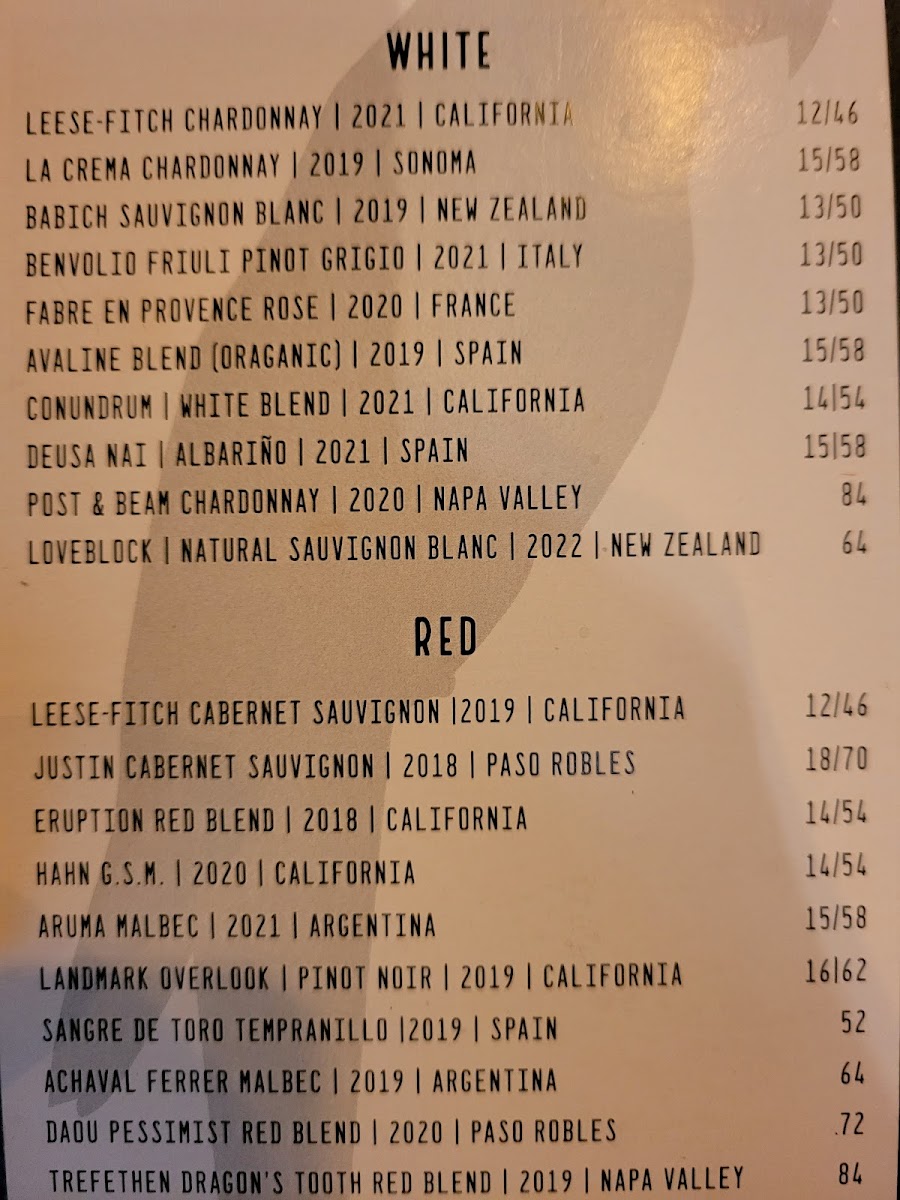 WHITE
LEESE-FITCH CHARDONNAY | 2021 | CALIFORNIA 12/46
LA CREMA CHARDONNAY | 2019 | SONOMA 15/58
BABICH SAUVIGNON BLANC | 2019 | NEW ZEALAND 13/50
BENVOLIO FRIULI PINOT GRIGIO | 2021 | ITALY 13/50
FABRE EN PROVENCE ROSE | 2020 | FRANCE 13/50
AVALINE BLEND (ORAGANIC) | 2019 | SPAIN 15/58
CONUNDRUM | WHITE BLEND | 2021 | CALIFORNIA 14|54
DEUSA NAI | ALBARIÑO | 2021 | SPAIN 15|58
POST & BEAM CHARDONNAY | 2020 | NAPA VALLEY 84
LOVEBLOCK | NATURAL SAUVIGNON BLANC | 2022 | NEW ZEALAND 64
RED
LEESE-FITCH CABERNET SAUVIGNON |2019 | CALIFORNIA 12/46
JUSTIN CABERNET SAUVIGNON | 2018 | PASO ROBLES 18/70
ERUPTION RED BLEND | 2018 | CALIFORNIA 14/54
HAHN G.S.M. | 2020 | CALIFORNIA 14/54
ARUMA MALBEC | 2021 | ARGENTINA 15/58
LANDMARK OVERLOOK | PINOT NOIR | 2019 | CALIFORNIA 16|62
SANGRE DE TORO TEMPRANILLO |2019 | SPAIN 52
ACHAVAL FERRER MALBEC | 2019 | ARGENTINA 64
DAOU PESSIMIST RED BLEND | 2020 | PASO ROBLES .72
TREFETHEN DRAGON'S TOOTH RED BLEND | 2019 | NAPA VALLEY 84